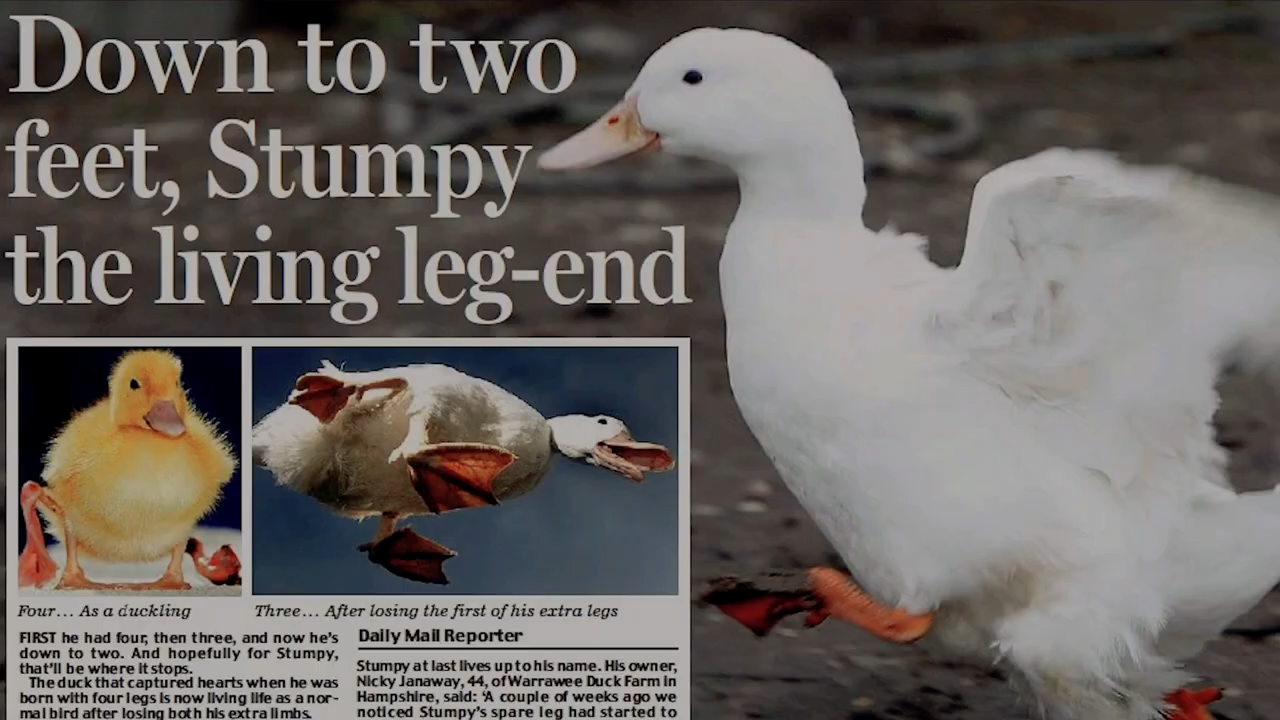 Down to two
feet, Stumpy
the living leg-end
Four... As a duckling
Three... After losing the first of his extra legs
FIRST he had four, then three, and now he's
down to two. And hopefully for Stumpy,
that'll be where it stops.
The duck that captured hearts when he was
born with four legs is now living life as a nor-
mal bird after losing both his extra limbs.
Daily Mail Reporter
Stumpy at last lives up to his name. His owner,
Nicky Janaway, 44, of Warrawee Duck Farm in
Hampshire, said: 'A couple of weeks ago we
noticed Stumpy's spare leg had started to